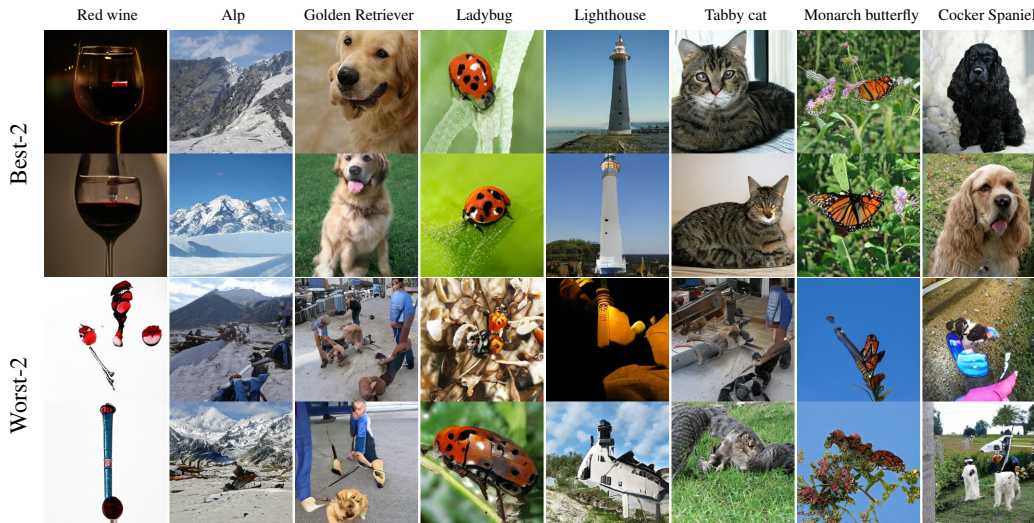 Red wine Alp Golden Retriever Ladybug Lighthouse Tabby cat Monarch butterfly Cocker Spaniel
Best-2
Worst-2